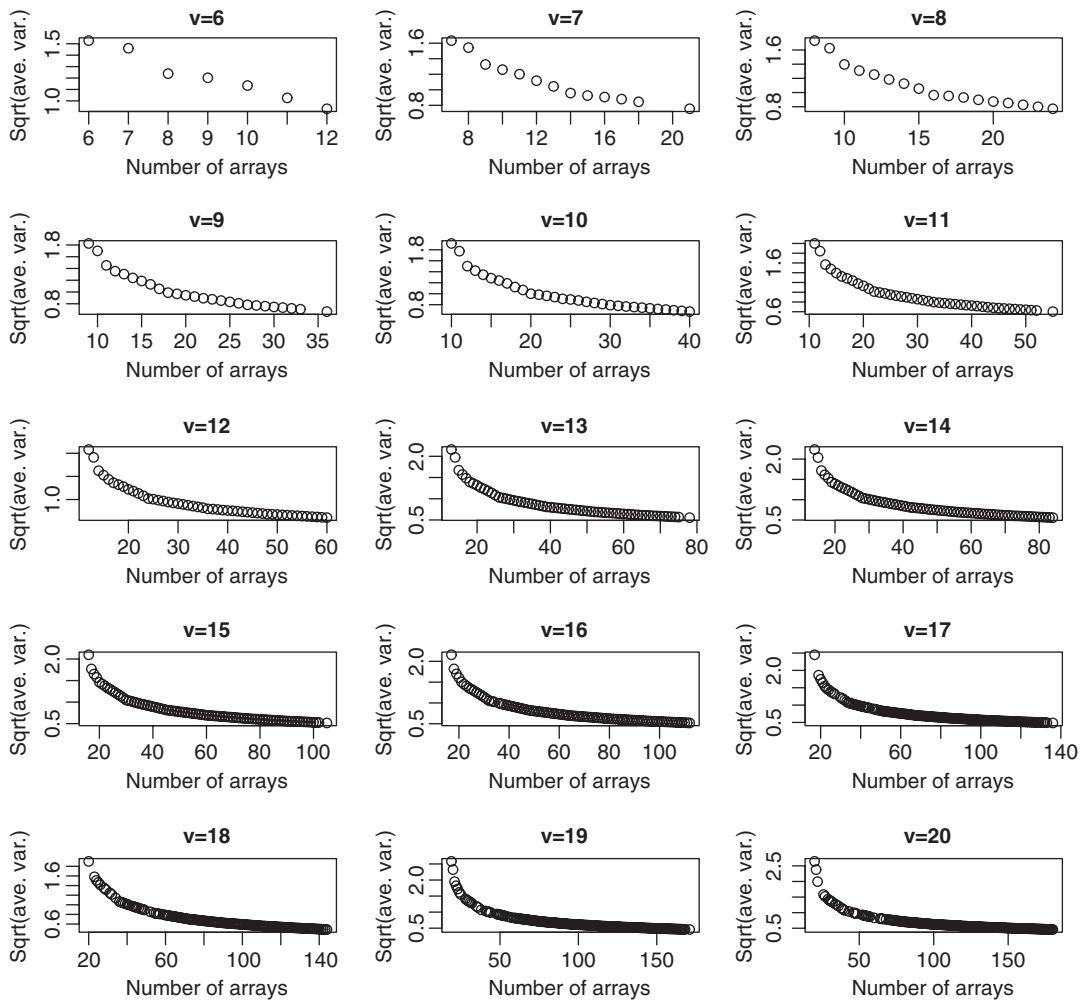 v=6 v=7 v=8
Sqrt(ave. var.) 1.0 1.5 Sqrt(ave. var.) 0.8 1.6 Sqrt(ave. var.) 0.8 1.6
6 7 8 9 10 11 12 8 10 12 14 16 18 20 10 15 20
Number of arrays Number of arrays Number of arrays
v=9 v=10 v=11
Sqrt(ave. var.) 0.8 1.8 Sqrt(ave. var.) 0.8 1.8 Sqrt(ave. var.) 0.6 1.6
10 15 20 25 30 35 10 20 30 40 10 20 30 40 50
Number of arrays Number of arrays Number of arrays
v=12 v=13 v=14
Sqrt(ave. var.) 1.0 Sqrt(ave. var.) 0.5 2.0 Sqrt(ave. var.) 0.5 2.0
20 30 40 50 60 20 40 60 80 20 40 60 80
Number of arrays Number of arrays Number of arrays
v=15 v=16 v=17
Sqrt(ave. var.) 0.5 2.0 Sqrt(ave. var.) 0.5 2.0 Sqrt(ave. var.) 0.5 2.0
20 40 60 80 100 20 40 60 80 100 20 60 100 140
Number of arrays Number of arrays Number of arrays
v=18 v=19 v=20
Sqrt(ave. var.) 0.6 1.6 Sqrt(ave. var.) 0.5 2.5 Sqrt(ave. var.) 0.5 2.5
20 60 100 140 50 100 150 50 100 150
Number of arrays Number of arrays Number of arrays